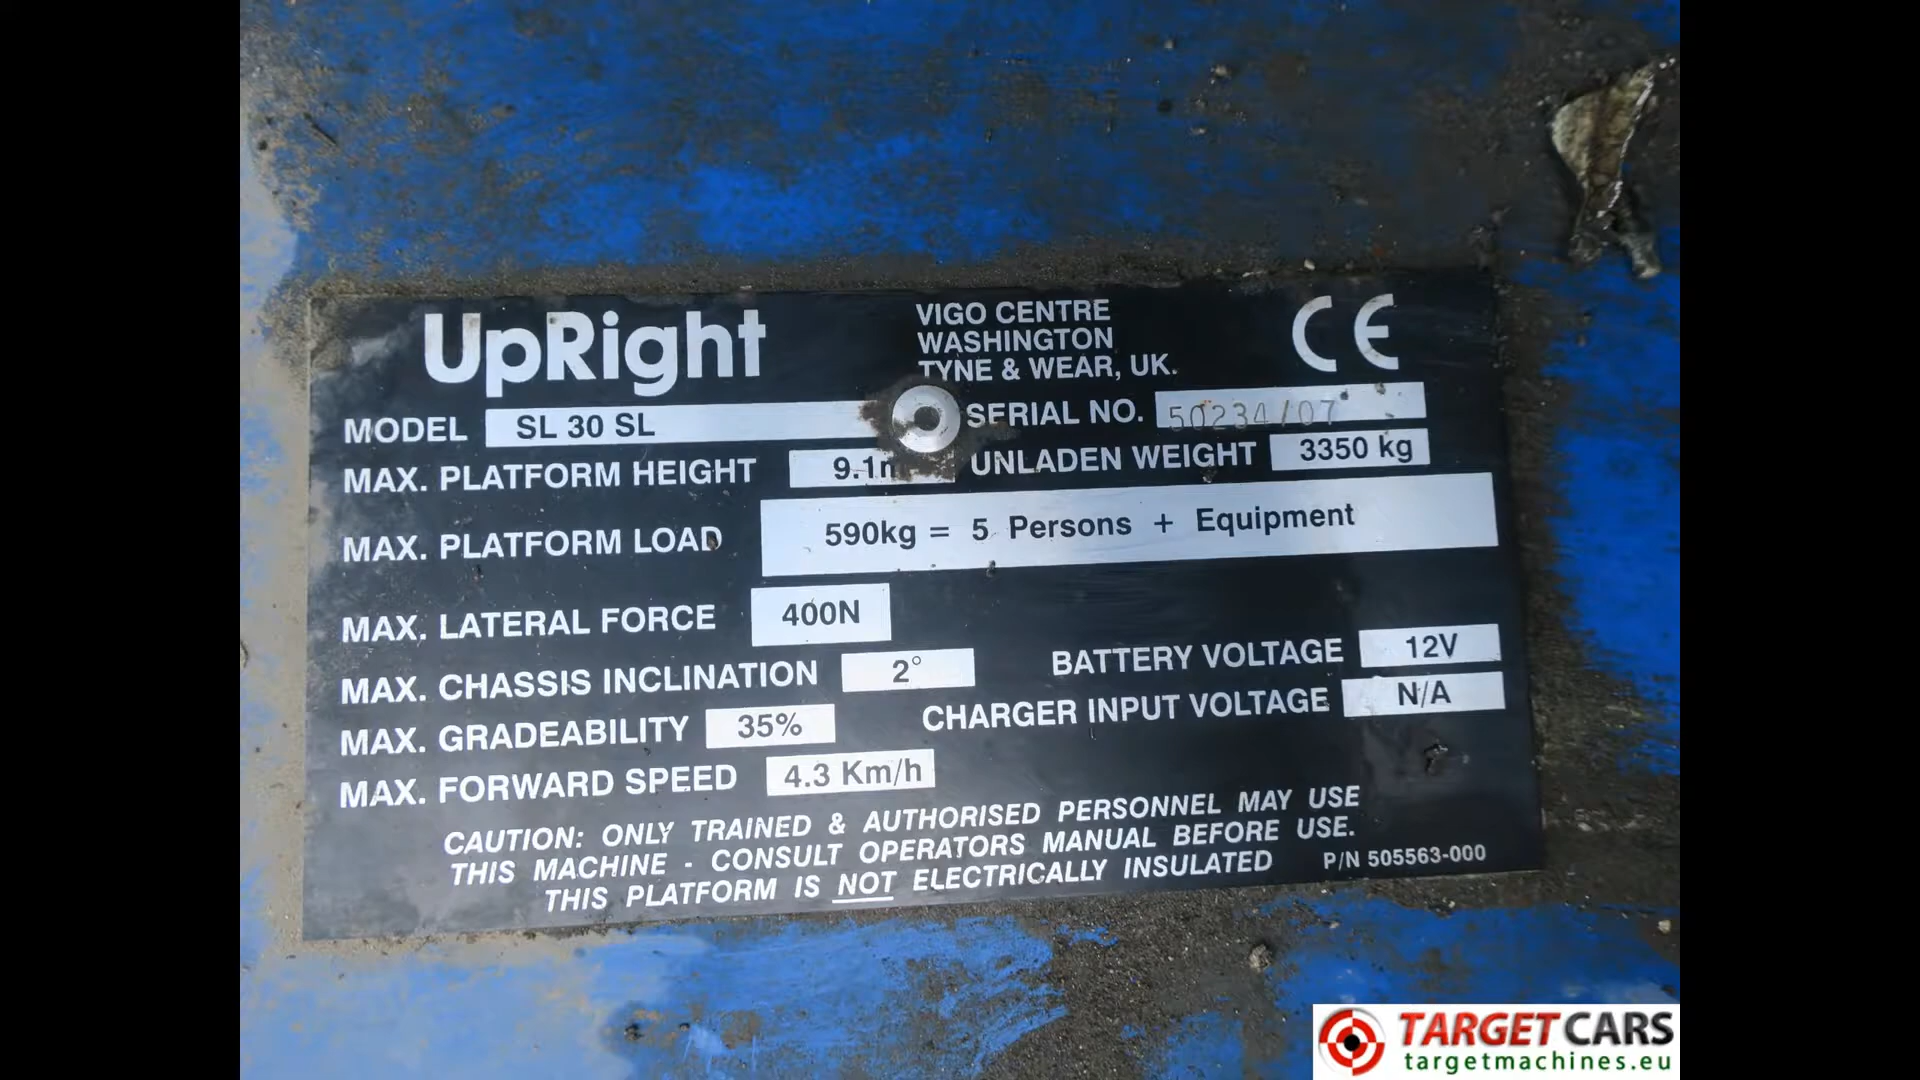 UpRight
VIGO CENTRE
WASHINGTON
TYNE & WEAR, UK.
CE
MODEL SL 30 SL
SERIAL NO. 50234/07
MAX. PLATFORM HEIGHT 9.1m
UNLADEN WEIGHT 3350 kg
MAX. PLATFORM LOAD 590kg = 5 Persons + Equipment
MAX. LATERAL FORCE 400N
MAX. CHASSIS INCLINATION 2°
BATTERY VOLTAGE 12V
MAX. GRADEABILITY 35%
CHARGER INPUT VOLTAGE N/A
MAX. FORWARD SPEED 4.3 Km/h
CAUTION: ONLY TRAINED & AUTHORISED PERSONNEL MAY USE
THIS MACHINE - CONSULT OPERATORS MANUAL BEFORE USE.
THIS PLATFORM IS NOT ELECTRICALLY INSULATED
P/N 505563-000
TARGETCARS
targetmachines.eu